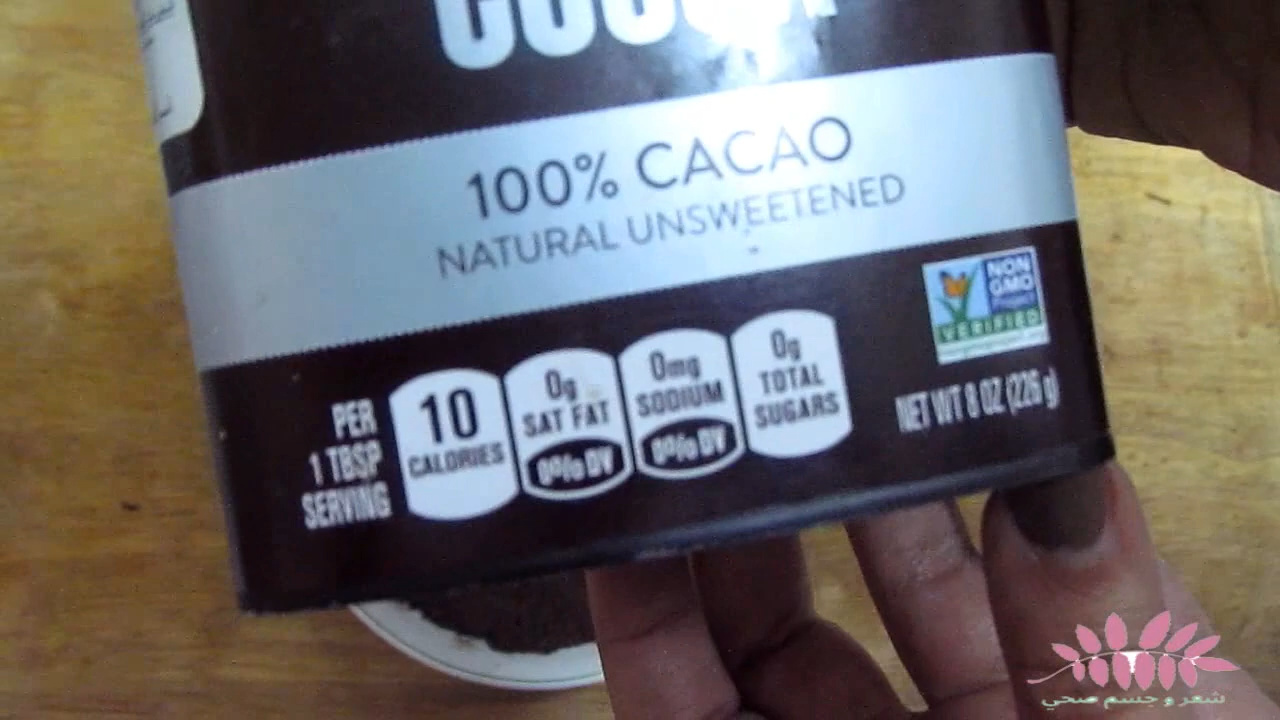 COCOA
100% CACAO
NATURAL UNSWEETENED
NON
GMO
Project
VERIFIED
PER
1 TBSP
SERVING
10
CALORIES
0g
SAT FAT
0% DV
0mg
SODIUM
0% DV
0g
TOTAL
SUGARS
NET WT 8 OZ (226 g)
شعر و جسم صحي